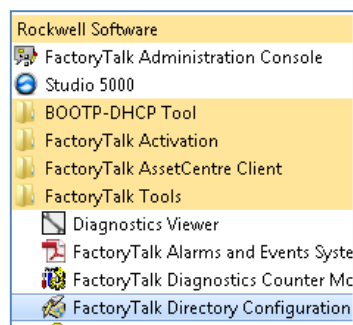 Rockwell Software
FactoryTalk Administration Console
Studio 5000
BOOTP-DHCP Tool
FactoryTalk Activation
FactoryTalk AssetCentre Client
FactoryTalk Tools
Diagnostics Viewer
FactoryTalk Alarms and Events Syste
FactoryTalk Diagnostics Counter Mc
FactoryTalk Directory Configuration